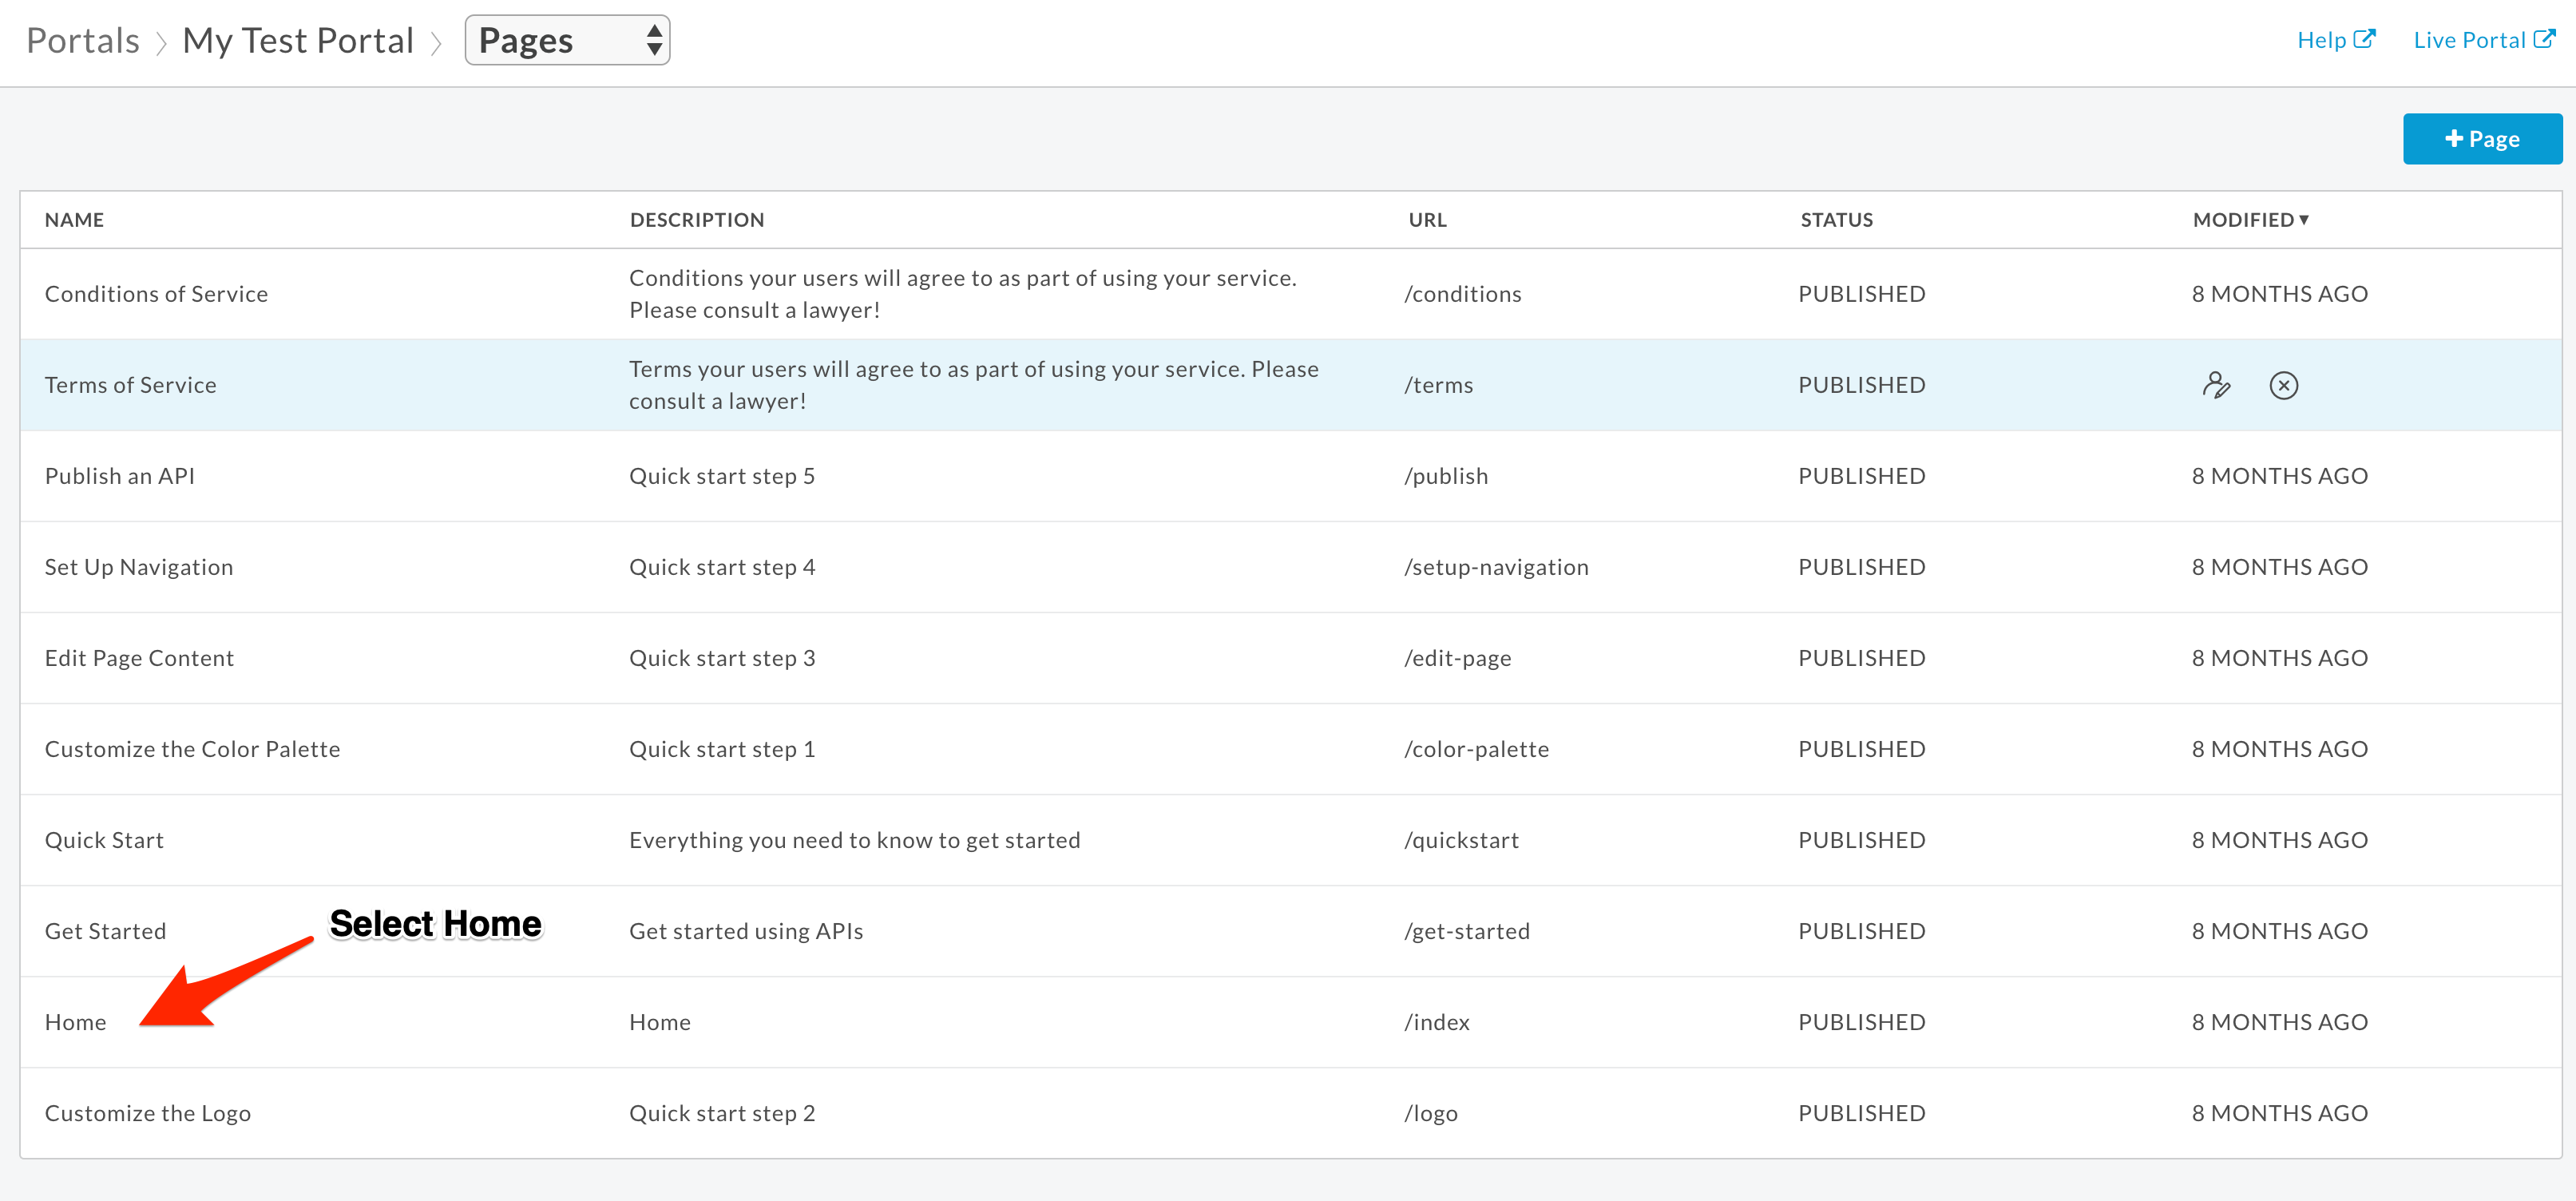 Portals My Test Portal Pages Help Live Portal
Page
NAME DESCRIPTION URL STATUS MODIFIED
Conditions of Service Conditions your users will agree to as part of using your service. Please consult a lawyer! /conditions PUBLISHED 8 MONTHS AGO
Terms of Service Terms your users will agree to as part of using your service. Please consult a lawyer! /terms PUBLISHED
Publish an API Quick start step 5 /publish PUBLISHED 8 MONTHS AGO
Set Up Navigation Quick start step 4 /setup-navigation PUBLISHED 8 MONTHS AGO
Edit Page Content Quick start step 3 /edit-page PUBLISHED 8 MONTHS AGO
Customize the Color Palette Quick start step 1 /color-palette PUBLISHED 8 MONTHS AGO
Quick Start Everything you need to know to get started /quickstart PUBLISHED 8 MONTHS AGO
Select Home
Get Started Get started using APIs /get-started PUBLISHED 8 MONTHS AGO
Home Home /index PUBLISHED 8 MONTHS AGO
Customize the Logo Quick start step 2 /logo PUBLISHED 8 MONTHS AGO